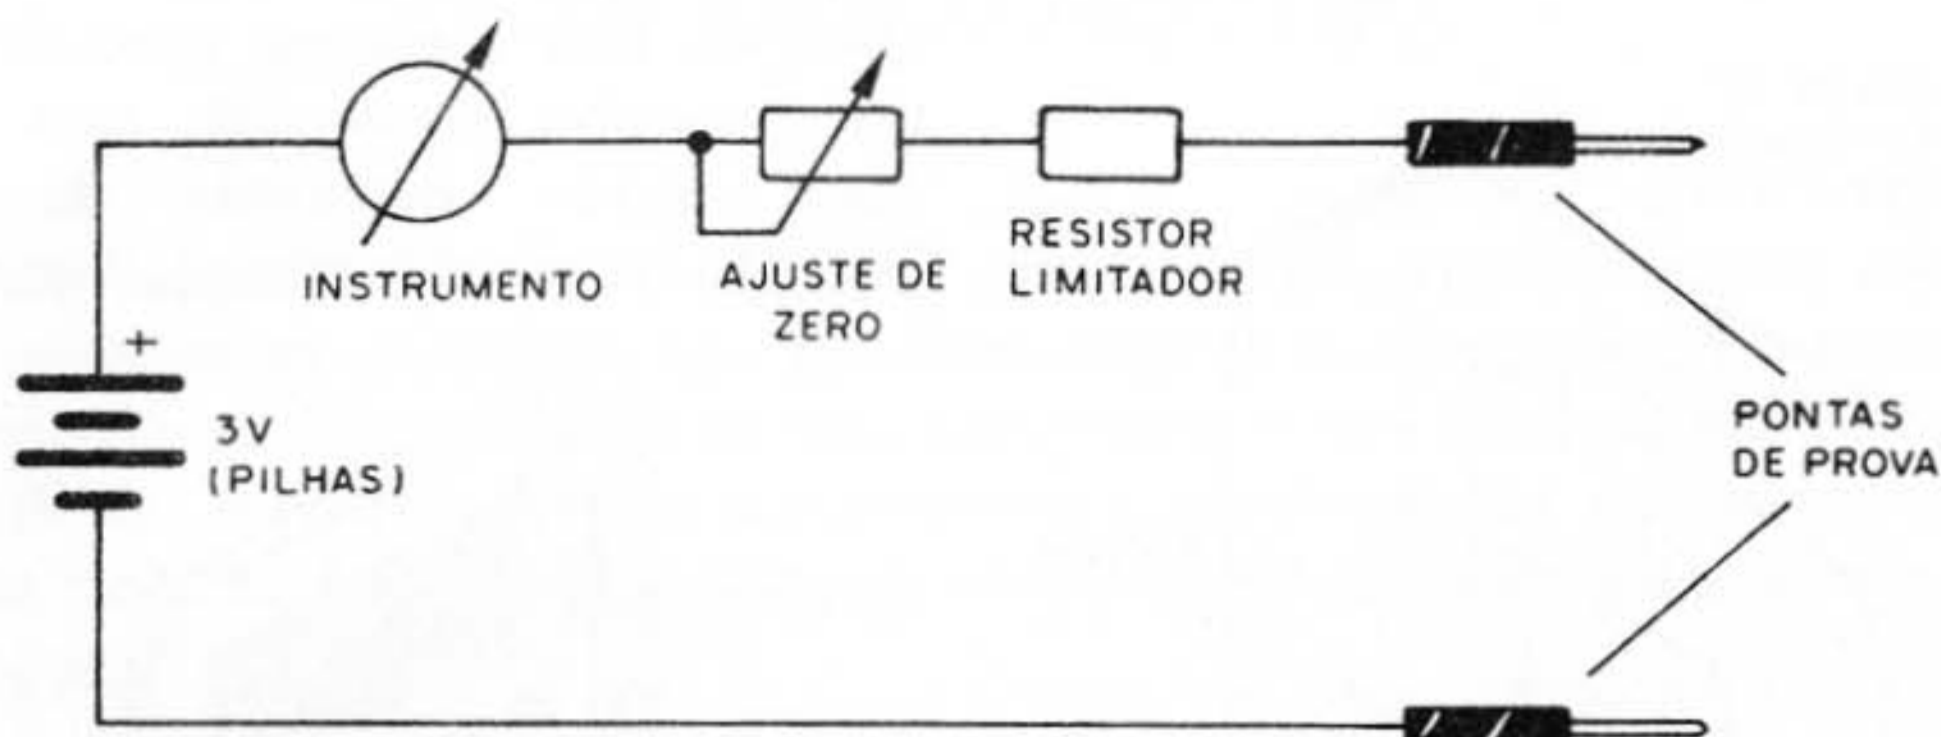 +
INSTRUMENTO
AJUSTE DE
ZERO
RESISTOR
LIMITADOR
3V
(PILHAS)
PONTAS
DE PROVA